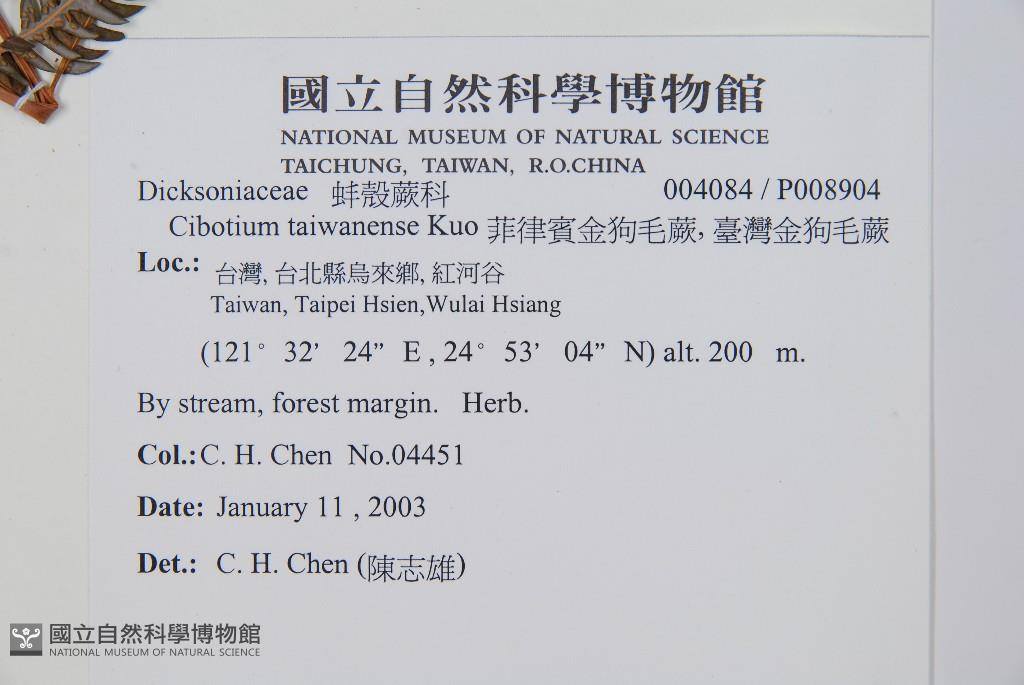 國立自然科學博物館
NATIONAL MUSEUM OF NATURAL SCIENCE
TAICHUNG, TAIWAN, R.O.CHINA
Dicksoniaceae 蚌殼蕨科 004084 / P008904
Cibotium taiwanense Kuo 菲律賓金狗毛蕨, 臺灣金狗毛蕨
Loc.: 台灣, 台北縣烏來鄉, 紅河谷
Taiwan, Taipei Hsien,Wulai Hsiang
(121° 32’ 24” E , 24° 53’ 04” N) alt. 200 m.
By stream, forest margin. Herb.
Col.: C. H. Chen No.04451
Date: January 11 , 2003
Det.: C. H. Chen (陳志雄)
國立自然科學博物館
NATIONAL MUSEUM OF NATURAL SCIENCE